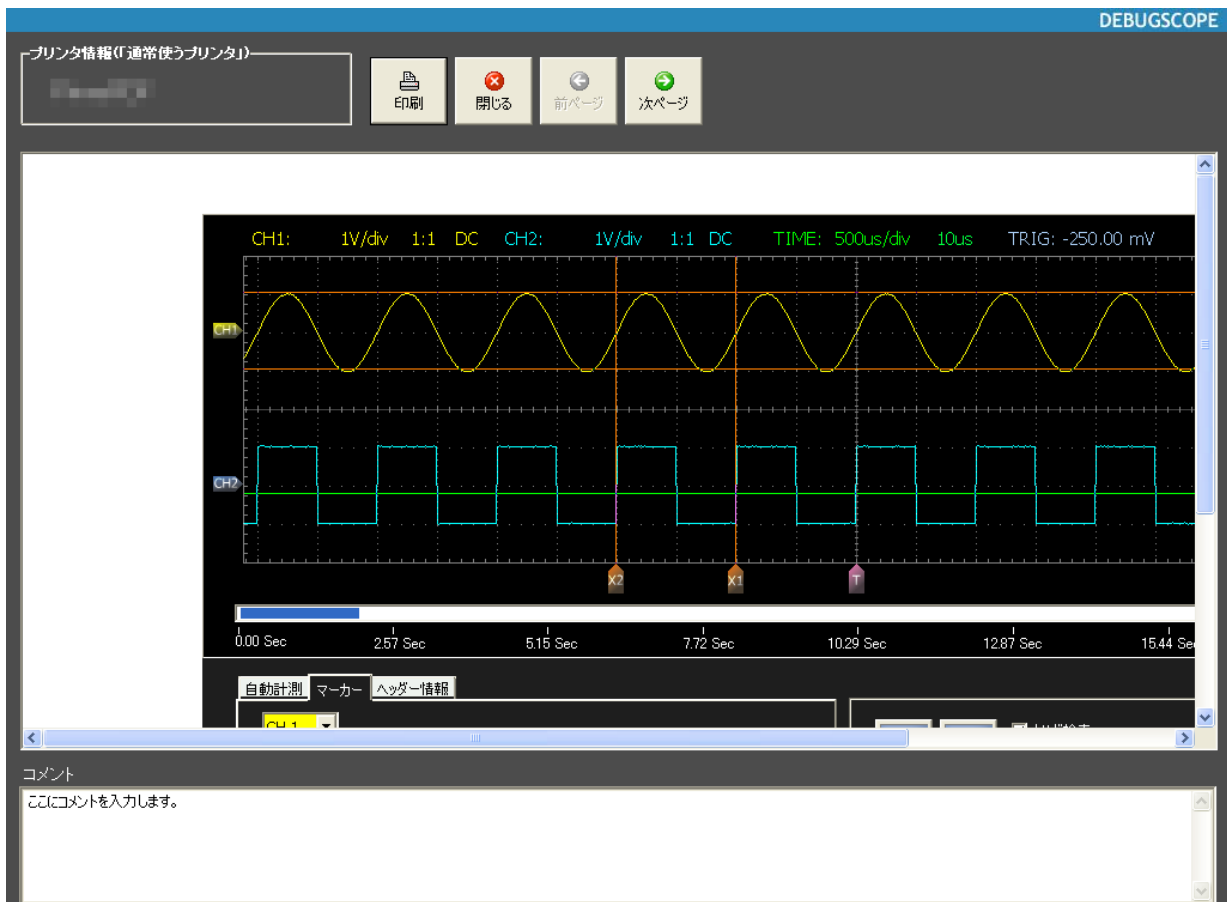 DEBUGSCOPE
プリンタ情報(「通常使うプリンタ」)
印刷
閉じる
前ページ
次ページ
CH1: 1V/div 1:1 DC CH2: 1V/div 1:1 DC TIME: 500us/div 10us TRIG: -250.00 mV
CH1
CH2
X2
X1
T
0.00 Sec 2.57 Sec 5.15 Sec 7.72 Sec 10.29 Sec 12.87 Sec 15.44 Se
自動計測 マーカー ヘッダー情報
CH 1
コメント
ここにコメントを入力します。